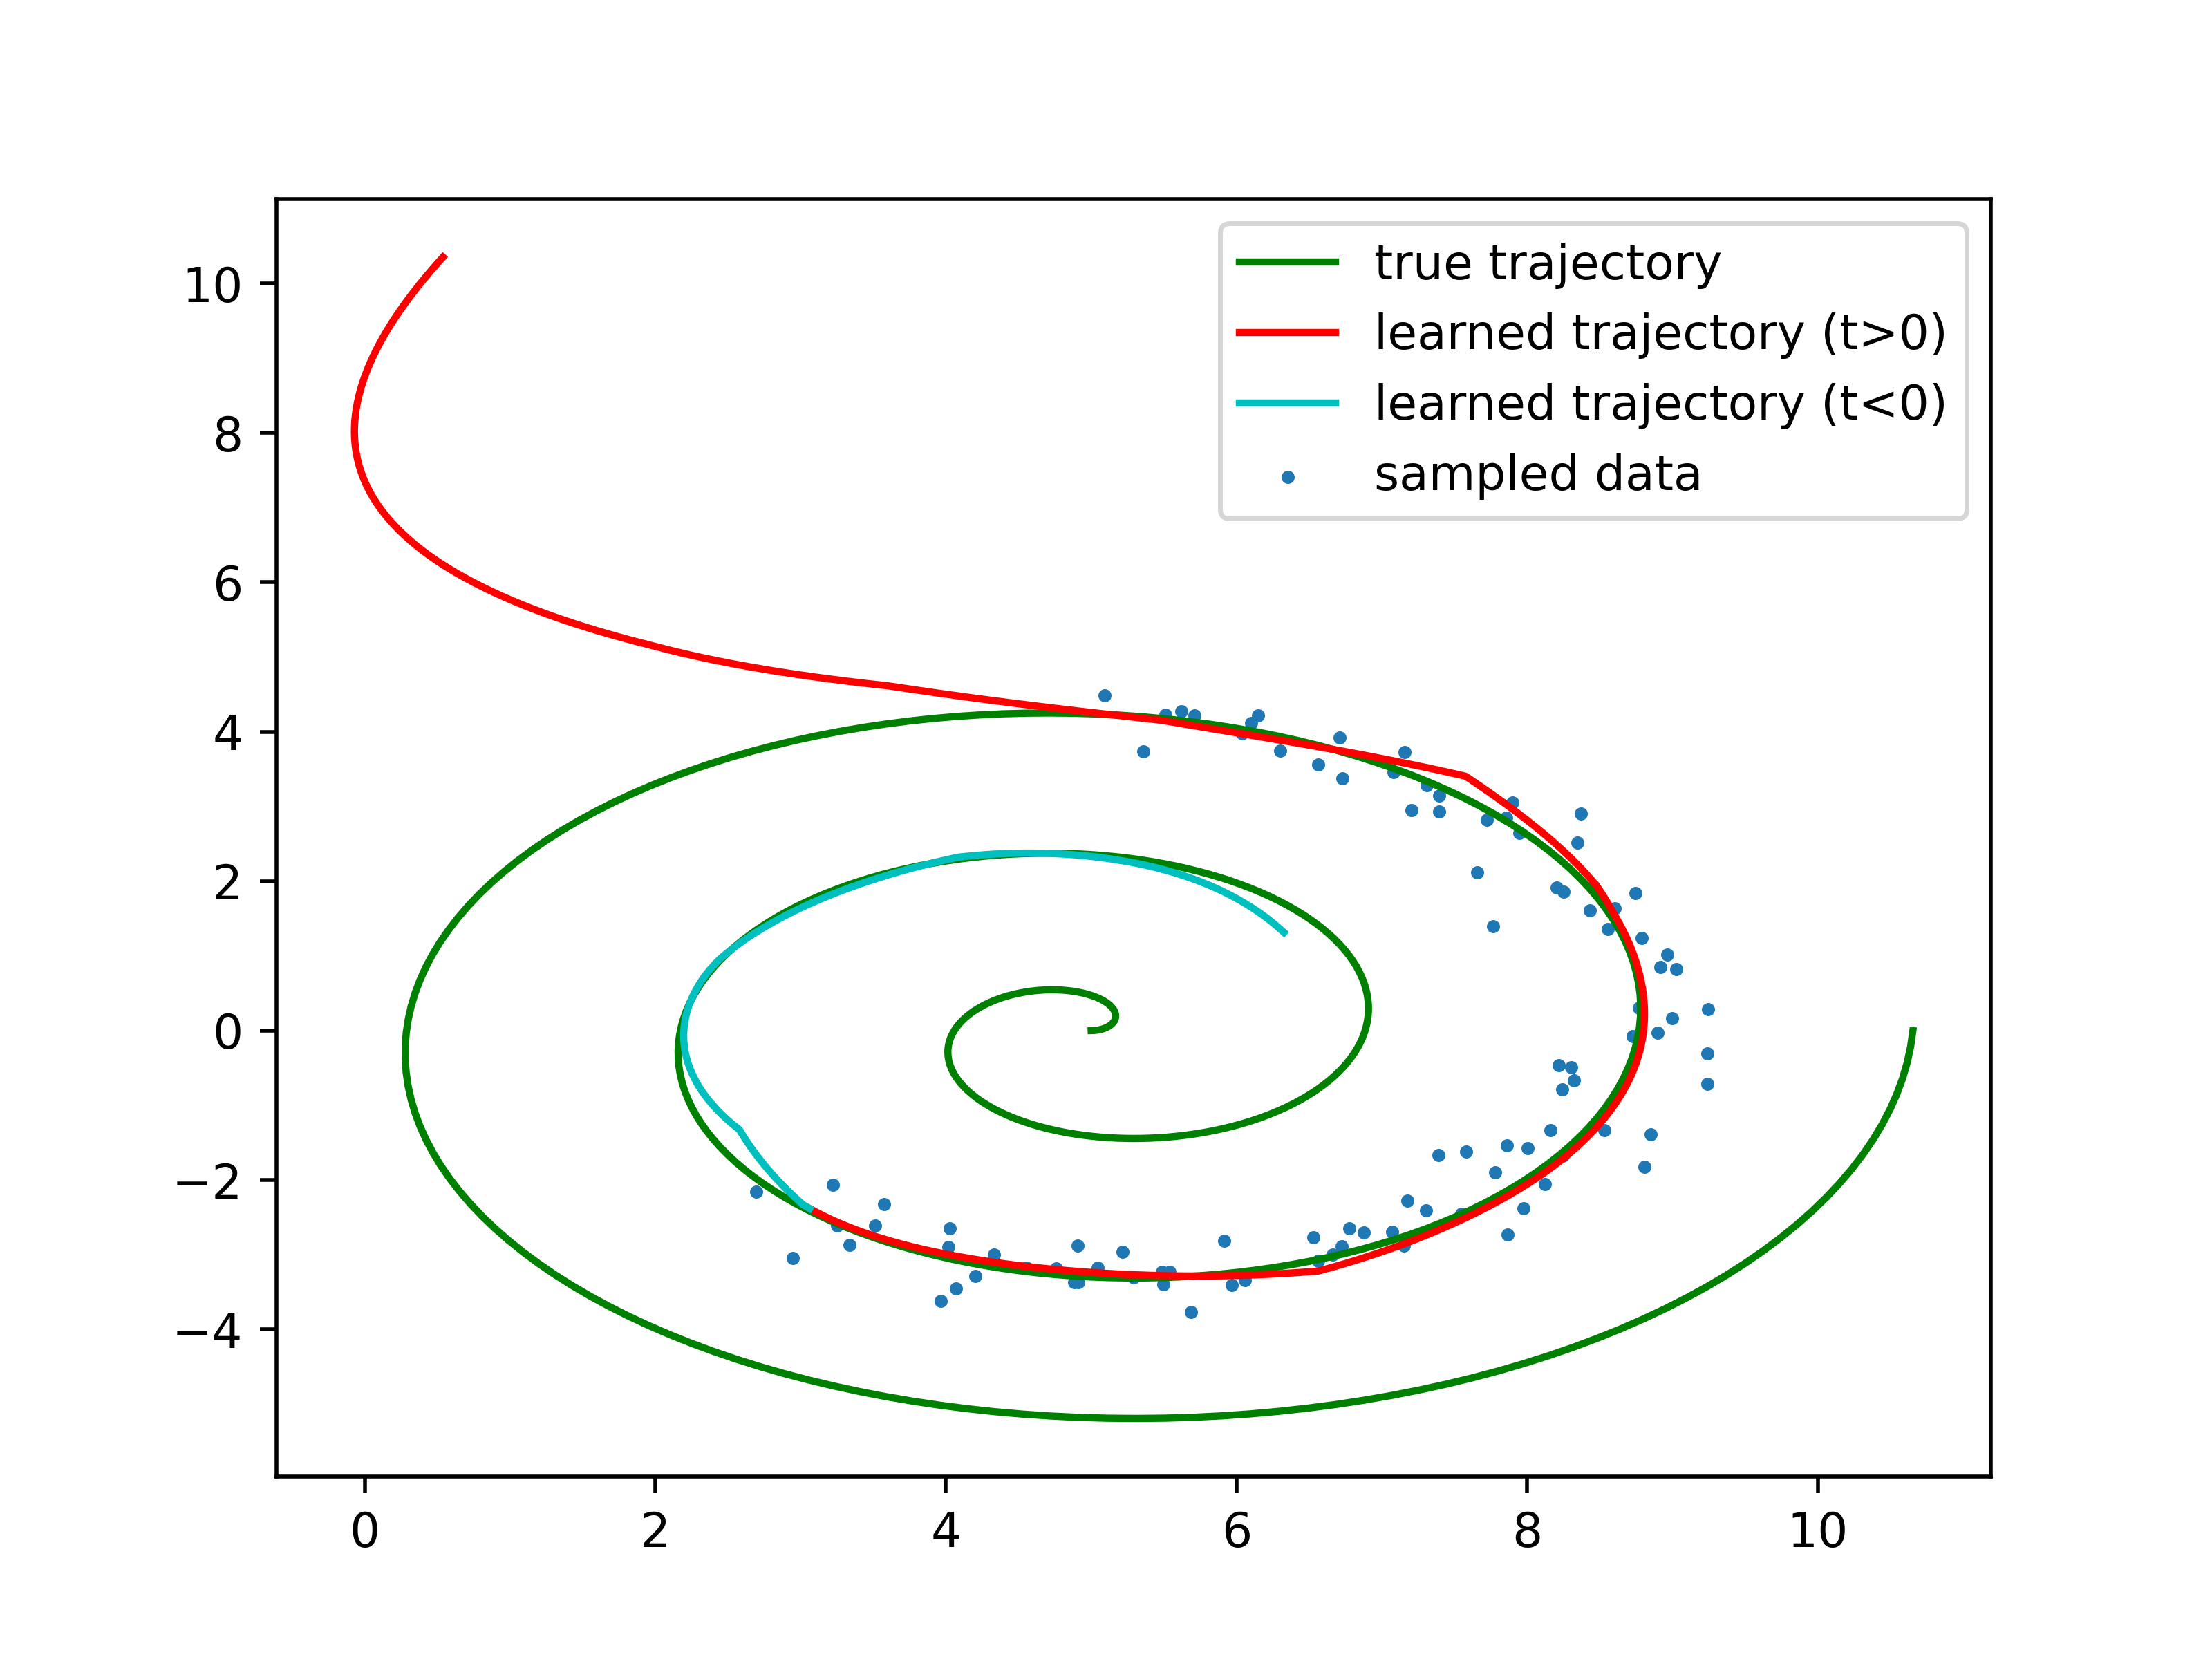 true trajectory
learned trajectory (t>0)
learned trajectory (t<0)
sampled data
10
8
6
4
2
0
−2
−4
0 2 4 6 8 10